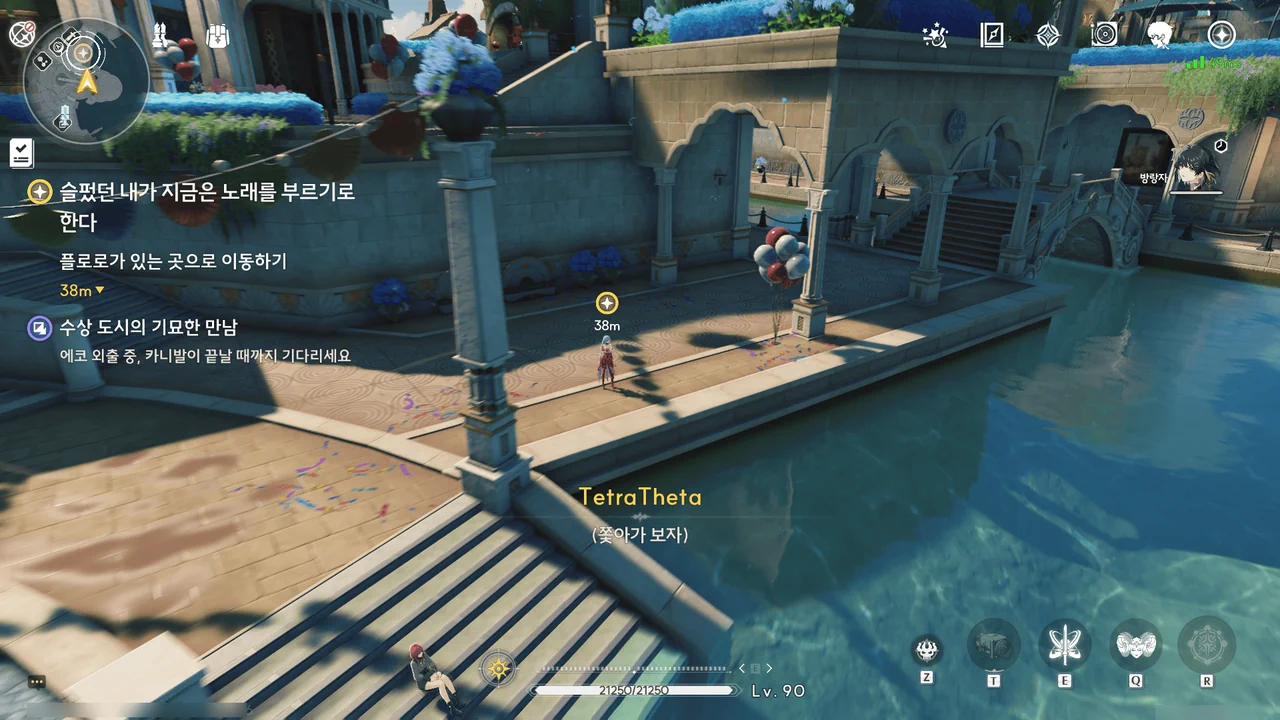 슬펐던 내가 지금은 노래를 부르기로
한다
플로로가 있는 곳으로 이동하기
38m
수상 도시의 기묘한 만남
에코 외출 중, 카니발이 끝날 때까지 기다리세요
방랑자
38m
TetraTheta
(쫓아가 보자)
21250/21250
Lv. 90
Z
T
E
Q
R